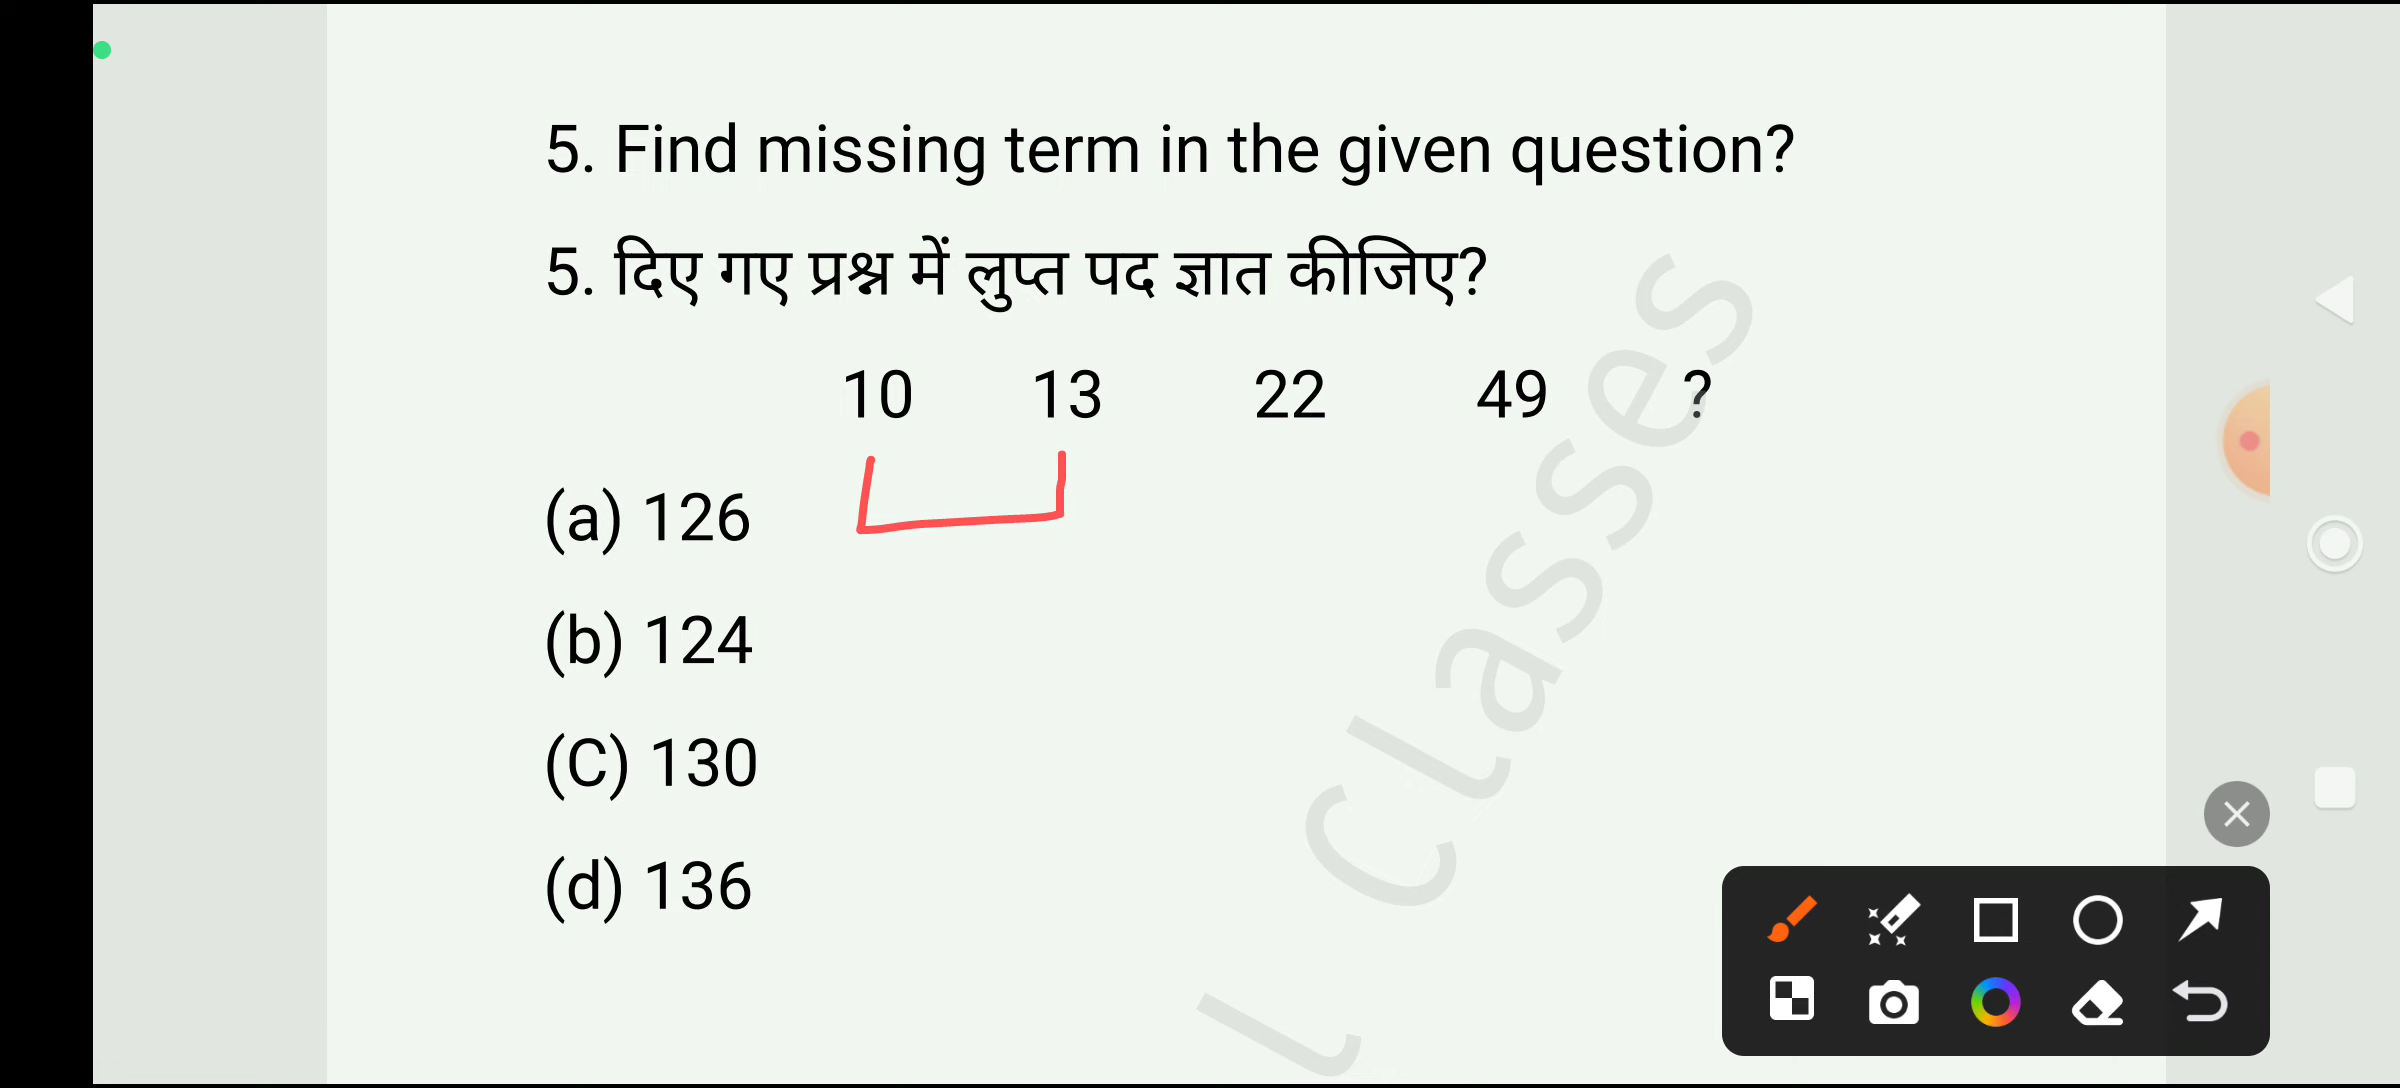 5. Find missing term in the given question?
5. दिए गए प्रश्न में लुप्त पद ज्ञात कीजिए?
10 13 22 49 ?
(a) 126
(b) 124
(C) 130
(d) 136
l Classes